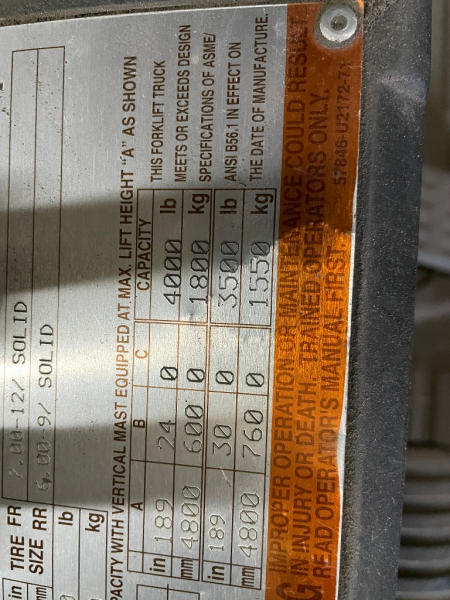 in TIRE FR 7.00-12/ SOLID
in SIZE RR 6.00-9/ SOLID
lb
kg
PACITY WITH VERTICAL MAST EQUIPPED AT MAX. LIFT HEIGHT "A" AS SHOWN
A B C CAPACITY
in 189 24 0 4000 lb
mm 4800 600 0 1800 kg
in 189 30 0 3500 lb
mm 4800 760 0 1550 kg
THIS FORKLIFT TRUCK
MEETS OR EXCEEDS DESIGN
SPECIFICATIONS OF ASME/
ANSI B56.1 IN EFFECT ON
THE DATE OF MANUFACTURE.
G IMPROPER OPERATION OR MAINTENANCE COULD RESULT
IN INJURY OR DEATH. TRAINED OPERATORS ONLY.
READ OPERATOR'S MANUAL FIRST.
57846-U2172-71